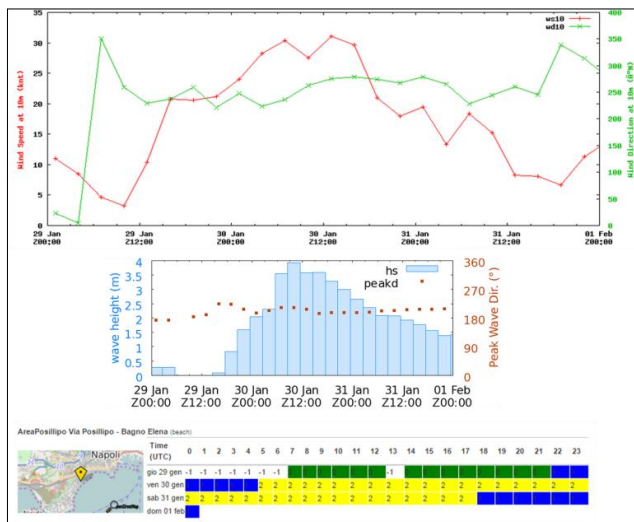 ws10
wd10
Wind Speed at 10m (knt)
Wind Direction at 10m (Â°N)
35
30
25
20
15
10
5
0
400
350
300
250
200
150
100
50
0
29 Jan 29 Jan 30 Jan 30 Jan 31 Jan 31 Jan 01 Feb
Z00:00 Z12:00 Z00:00 Z12:00 Z00:00 Z12:00 Z00:00
hs
peakd
wave height (m)
Peak Wave Dir. (°)
4
3.5
3
2.5
2
1.5
1
0.5
0
360
270
180
90
0
29 Jan 29 Jan 30 Jan 30 Jan 31 Jan 31 Jan 01 Feb
Z00:00 Z12:00 Z00:00 Z12:00 Z00:00 Z12:00 Z00:00
AreaPosillipo Via Posillipo - Bagno Elena (beach)
Napoli
Time
(UTC)
0 1 2 3 4 5 6 7 8 9 10 11 12 13 14 15 16 17 18 19 20 21 22 23
gio 29 gen -1 -1 -1 -1 -1 -1 -1 -1
ven 30 gen 2 2 2 2 2 2 2 2 2 2 2 2 2 2 2 2 2 2 2
sab 31 gen 2 2 2 2 2 2 2 2 2 2 2 2 2 2 2 2 2 2
dom 01 feb